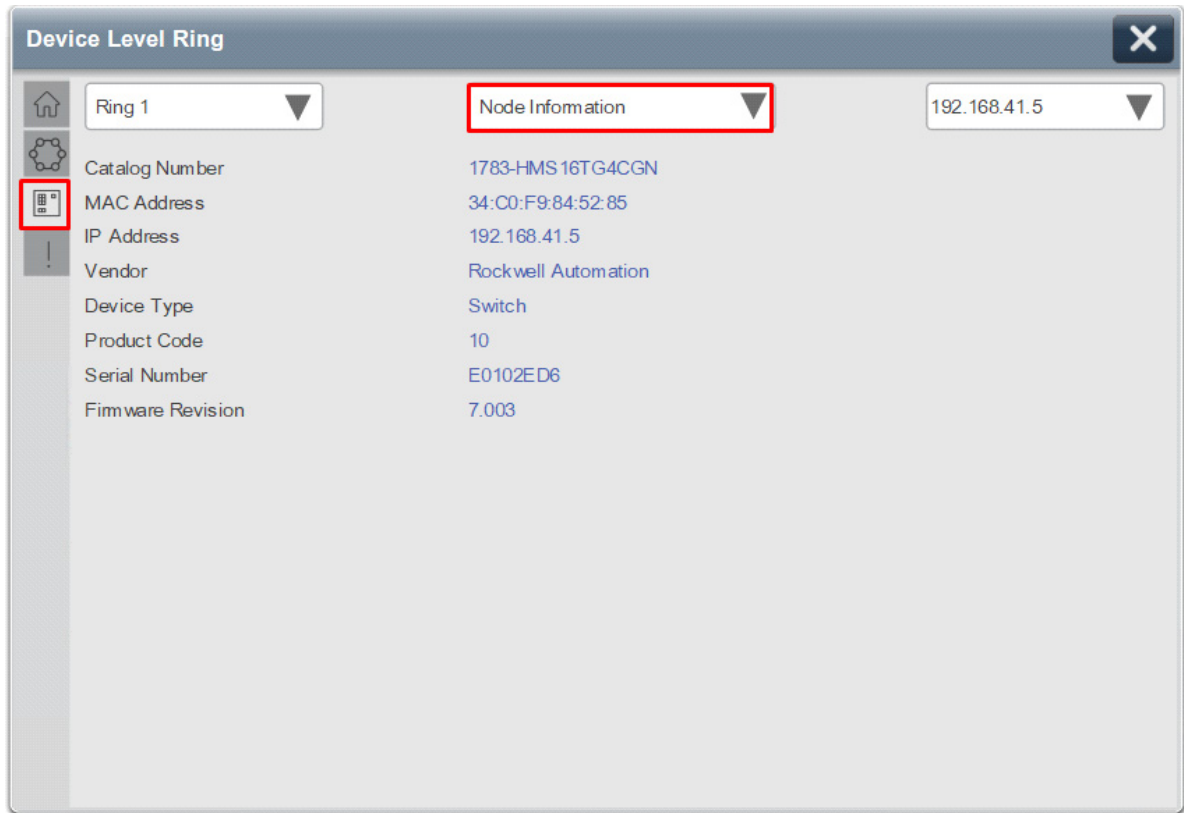 Device Level Ring
Ring 1 Node Information 192.168.41.5
Catalog Number 1783-HMS16TG4CGN
MAC Address 34:C0:F9:84:52:85
IP Address 192.168.41.5
Vendor Rockwell Automation
Device Type Switch
Product Code 10
Serial Number E0102ED6
Firmware Revision 7.003